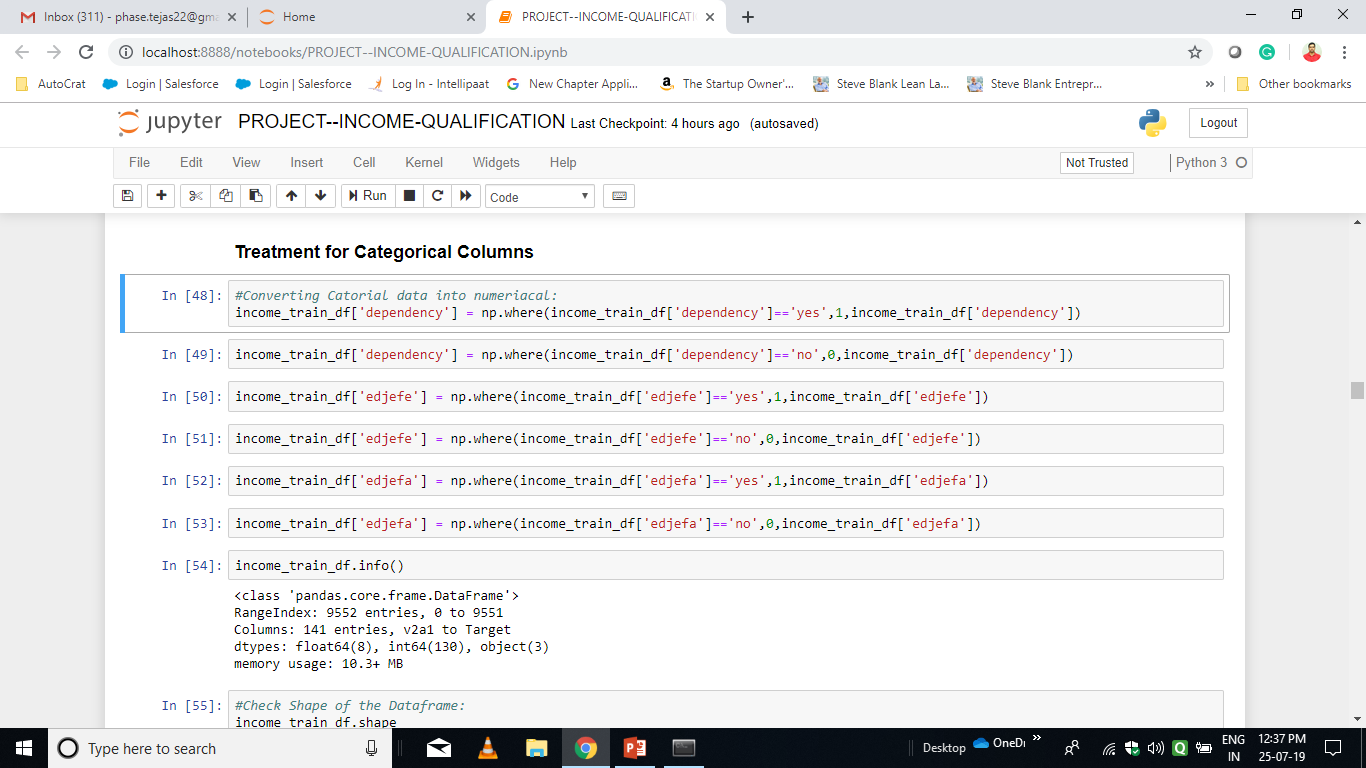 Inbox (311) - phase.tejas22@gma
Home
PROJECT--INCOME-QUALIFICATI
localhost:8888/notebooks/PROJECT--INCOME-QUALIFICATION.ipynb
AutoCrat
Login | Salesforce
Login | Salesforce
Log In - Intellipaat
New Chapter Appli...
The Startup Owner'...
Steve Blank Lean La...
Steve Blank Entrepr...
»
Other bookmarks
jupyter PROJECT--INCOME-QUALIFICATION Last Checkpoint: 4 hours ago (autosaved)
Logout
File Edit View Insert Cell Kernel Widgets Help
Not Trusted
Python 3
Run
Code
Treatment for Categorical Columns
In [48]: #Converting Catorial data into numeriacal:
income_train_df['dependency'] = np.where(income_train_df['dependency']=='yes',1,income_train_df['dependency'])
In [49]: income_train_df['dependency'] = np.where(income_train_df['dependency']=='no',0,income_train_df['dependency'])
In [50]: income_train_df['edjefe'] = np.where(income_train_df['edjefe']=='yes',1,income_train_df['edjefe'])
In [51]: income_train_df['edjefe'] = np.where(income_train_df['edjefe']=='no',0,income_train_df['edjefe'])
In [52]: income_train_df['edjefa'] = np.where(income_train_df['edjefa']=='yes',1,income_train_df['edjefa'])
In [53]: income_train_df['edjefa'] = np.where(income_train_df['edjefa']=='no',0,income_train_df['edjefa'])
In [54]: income_train_df.info()
<class 'pandas.core.frame.DataFrame'>
RangeIndex: 9552 entries, 0 to 9551
Columns: 141 entries, v2a1 to Target
dtypes: float64(8), int64(130), object(3)
memory usage: 10.3+ MB
In [55]: #Check Shape of the Dataframe:
income_train_df.shape
Type here to search
Desktop
OneDr
»
ENG
IN
12:37 PM
25-07-19